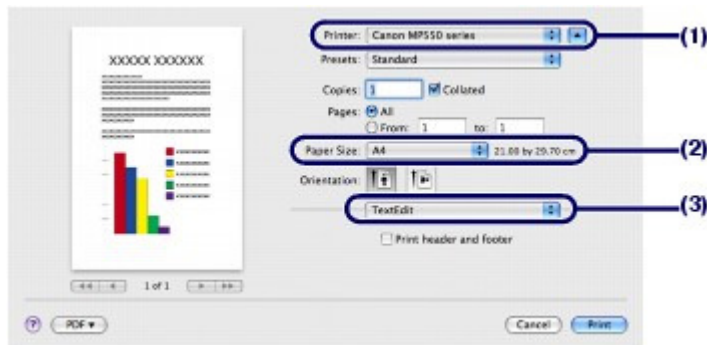 Printer: Canon MP550 series (1)
XXXXX XXXXXX
Presets: Standard
Copies: 1 Collated
Pages: All
From: 1 to: 1
Paper Size: A4 21.00 by 29.70 cm (2)
Orientation:
TextEdit (3)
Print header and footer
1 of 1
? PDF Cancel Print